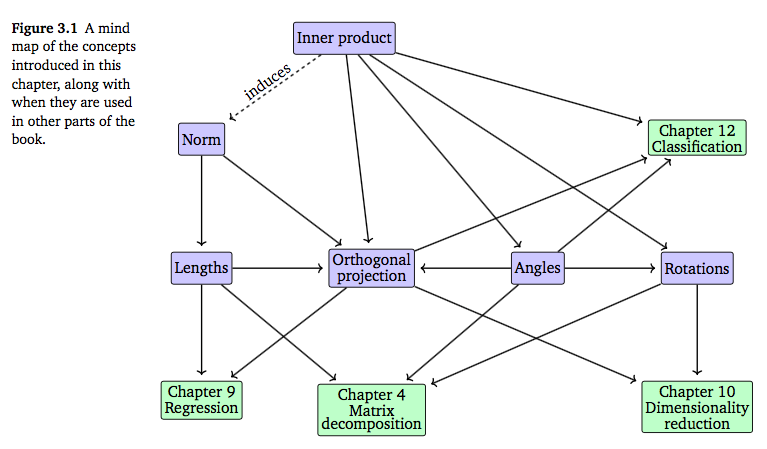 Figure 3.1 A mind
map of the concepts
introduced in this
chapter, along with
when they are used
in other parts of the
book.
Inner product
induces
Chapter 12
Classification
Norm
Lengths
Orthogonal
projection
Angles
Rotations
Chapter 9
Regression
Chapter 4
Matrix
decomposition
Chapter 10
Dimensionality
reduction